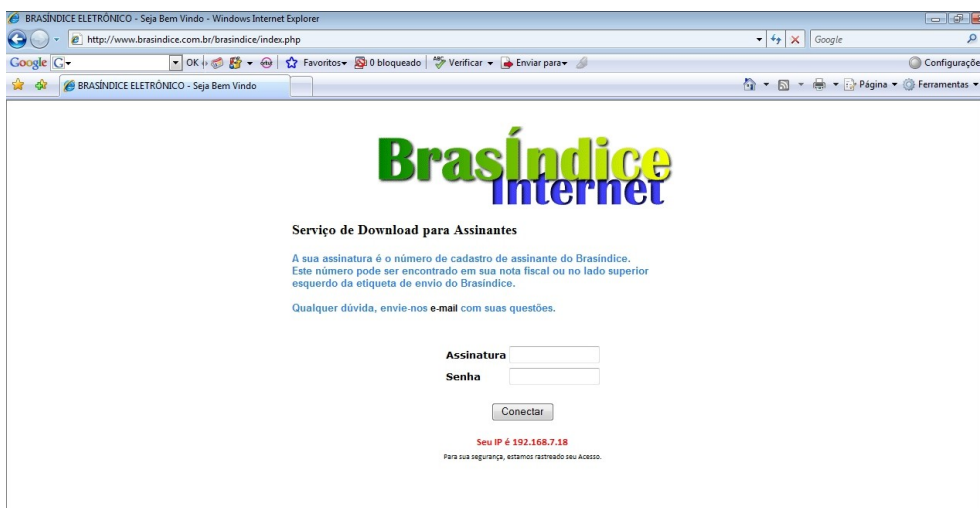 BRASÍNDICE ELETRÔNICO - Seja Bem Vindo - Windows Internet Explorer
http://www.brasindice.com.br/brasindice/index.php
Google
Google G OK Favoritos 0 bloqueado ABC Verificar Enviar para Configuraçõe
BRASÍNDICE ELETRÔNICO - Seja Bem Vindo Página Ferramentas
BrasÍndice
Internet
Serviço de Download para Assinantes
A sua assinatura é o número de cadastro de assinante do Brasíndice.
Este número pode ser encontrado em sua nota fiscal ou no lado superior
esquerdo da etiqueta de envio do Brasíndice.
Qualquer dúvida, envie-nos e-mail com suas questões.
Assinatura
Senha
Conectar
Seu IP é 192.168.7.18
Para sua segurança, estamos rastreado seu Acesso.